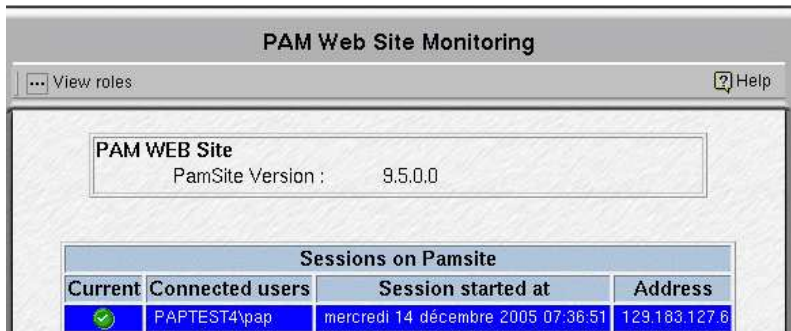 PAM Web Site Monitoring
... View roles
Help
PAM WEB Site
PamSite Version : 9.5.0.0
Sessions on Pamsite
Current Connected users Session started at Address
PAPTEST4\pap mercredi 14 décembre 2005 07:36:51 129.183.127.6